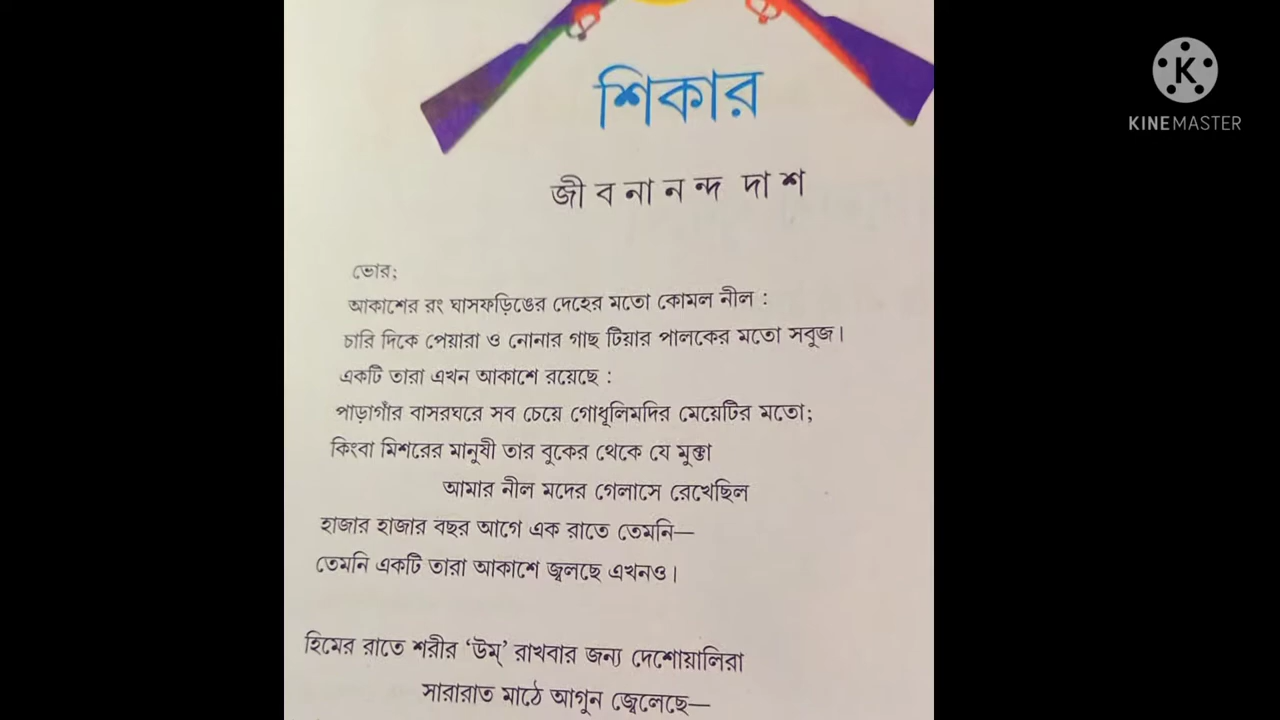 শিকার
জীবনানন্দ দাশ
ভোর;
আকাশের রং ঘাসফড়িঙের দেহের মতো কোমল নীল :
চারি দিকে পেয়ারা ও নোনার গাছ টিয়ার পালকের মতো সবুজ।
একটি তারা এখন আকাশে রয়েছে :
পাড়াগাঁর বাসরঘরে সব চেয়ে গোধূলিমদির মেয়েটির মতো;
কিংবা মিশরের মানুষী তার বুকের থেকে যে মুক্তা
আমার নীল মদের গেলাসে রেখেছিল
হাজার হাজার বছর আগে এক রাতে তেমনি—
তেমনি একটি তারা আকাশে জ্বলছে এখনও।
হিমের রাতে শরীর ‘উম্’ রাখবার জন্য দেশোয়ালিরা
সারারাত মাঠে আগুন জ্বেলেছে—
K
KINEMASTER